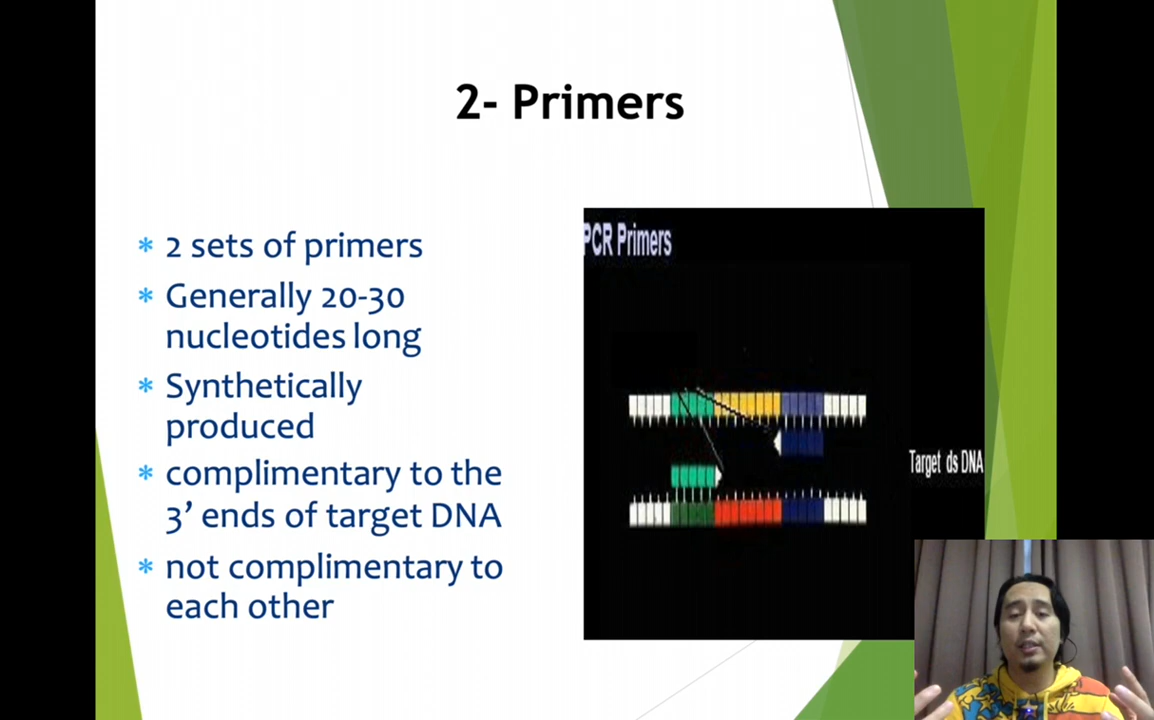 2- Primers
* 2 sets of primers
* Generally 20-30
nucleotides long
* Synthetically
produced
* complimentary to the
3’ ends of target DNA
* not complimentary to
each other
PCR Primers
Target ds DNA